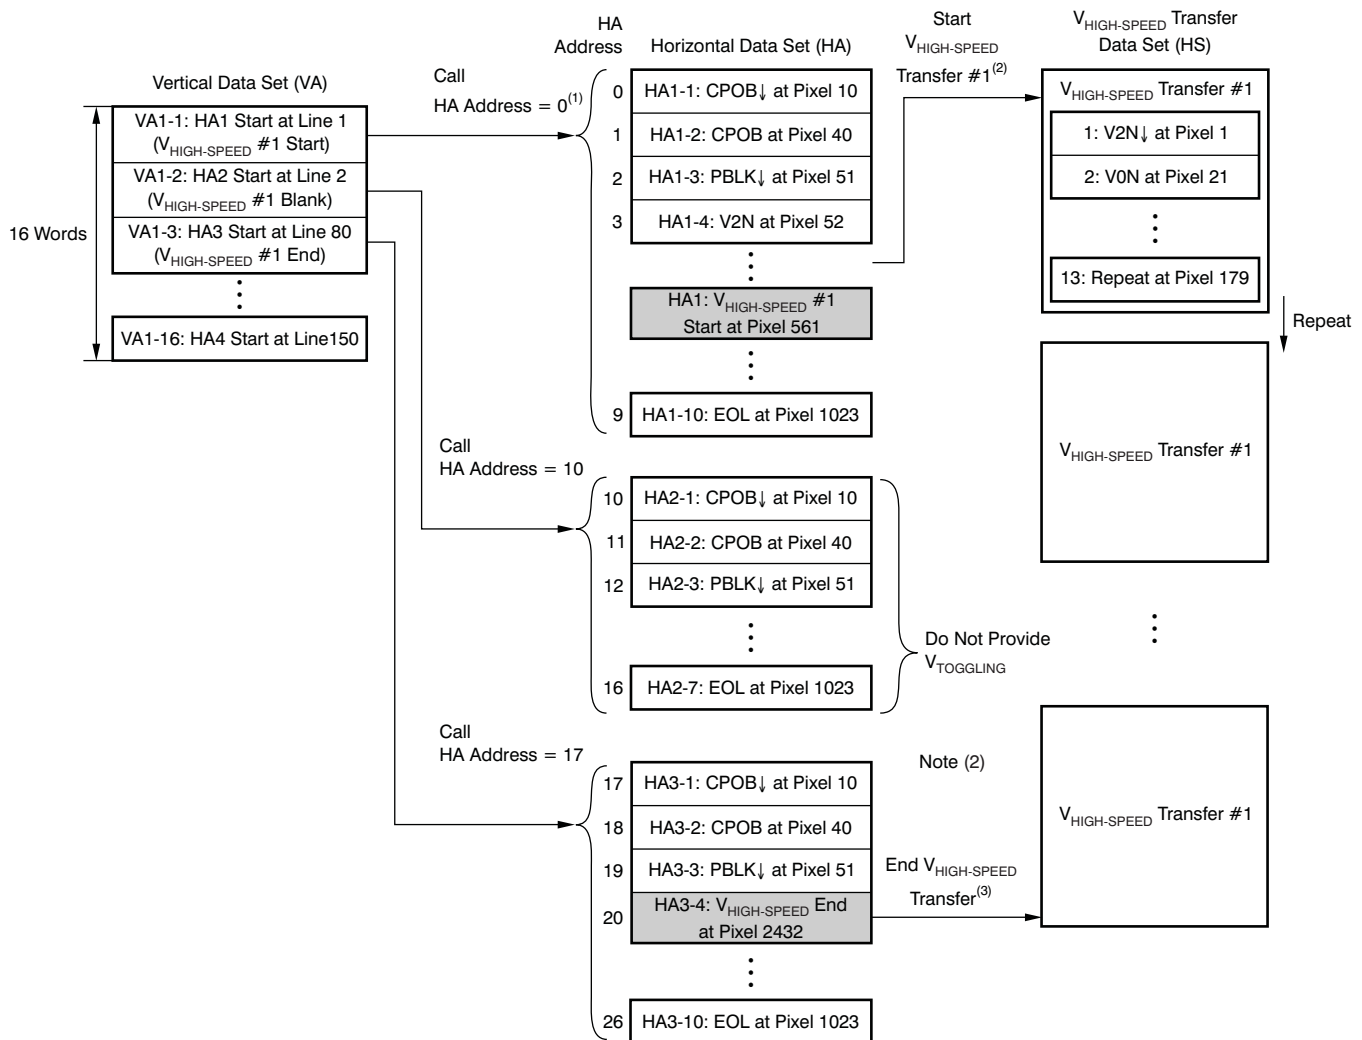 Vertical Data Set (VA)
16 Words
VA1-1: HA1 Start at Line 1
(VHIGH-SPEED #1 Start)
VA1-2: HA2 Start at Line 2
(VHIGH-SPEED #1 Blank)
VA1-3: HA3 Start at Line 80
(VHIGH-SPEED #1 End)
VA1-16: HA4 Start at Line150
Call
HA Address = 0(1)
HA
Address
Horizontal Data Set (HA)
0
HA1-1: CPOB↓ at Pixel 10
1
HA1-2: CPOB at Pixel 40
2
HA1-3: PBLK↓ at Pixel 51
3
HA1-4: V2N at Pixel 52
HA1: VHIGH-SPEED #1
Start at Pixel 561
9
HA1-10: EOL at Pixel 1023
Call
HA Address = 10
10
HA2-1: CPOB↓ at Pixel 10
11
HA2-2: CPOB at Pixel 40
12
HA2-3: PBLK↓ at Pixel 51
16
HA2-7: EOL at Pixel 1023
Do Not Provide
VTOGGLING
Call
HA Address = 17
17
HA3-1: CPOB↓ at Pixel 10
18
HA3-2: CPOB at Pixel 40
19
HA3-3: PBLK↓ at Pixel 51
20
HA3-4: VHIGH-SPEED End
at Pixel 2432
26
HA3-10: EOL at Pixel 1023
Start
VHIGH-SPEED
Transfer #1(2)
VHIGH-SPEED Transfer
Data Set (HS)
VHIGH-SPEED Transfer #1
1: V2N↓ at Pixel 1
2: V0N at Pixel 21
13: Repeat at Pixel 179
Repeat
VHIGH-SPEED Transfer #1
Note (2)
End VHIGH-SPEED
Transfer(3)
VHIGH-SPEED Transfer #1